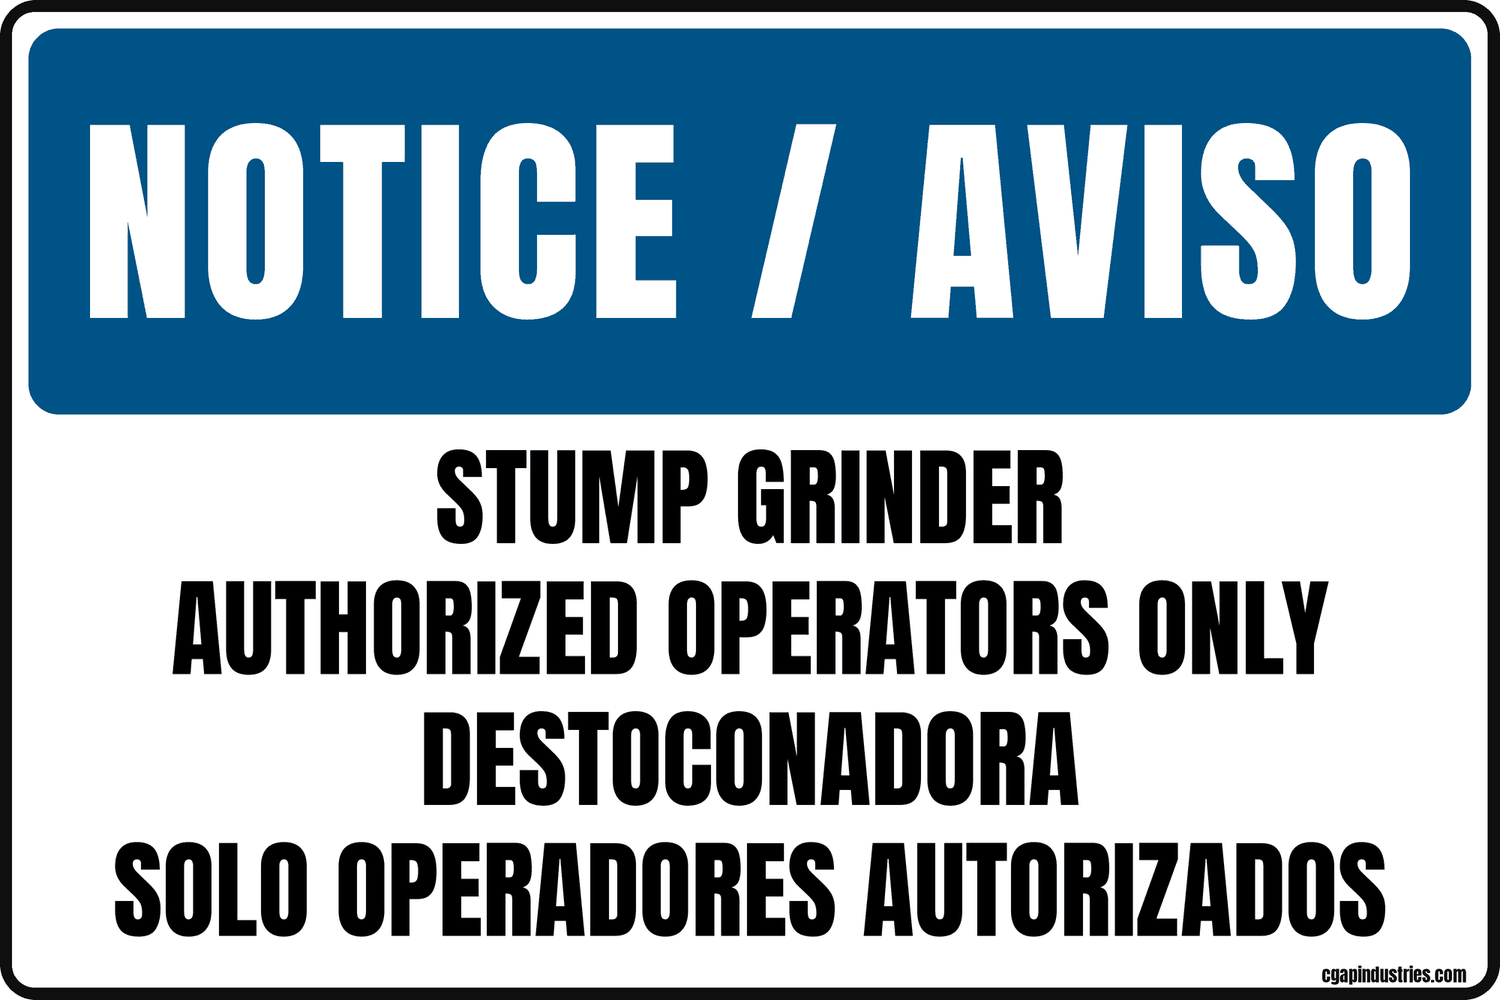 NOTICE / AVISO
STUMP GRINDER
AUTHORIZED OPERATORS ONLY
DESTOCONADORA
SOLO OPERADORES AUTORIZADOS
cgapindustries.com